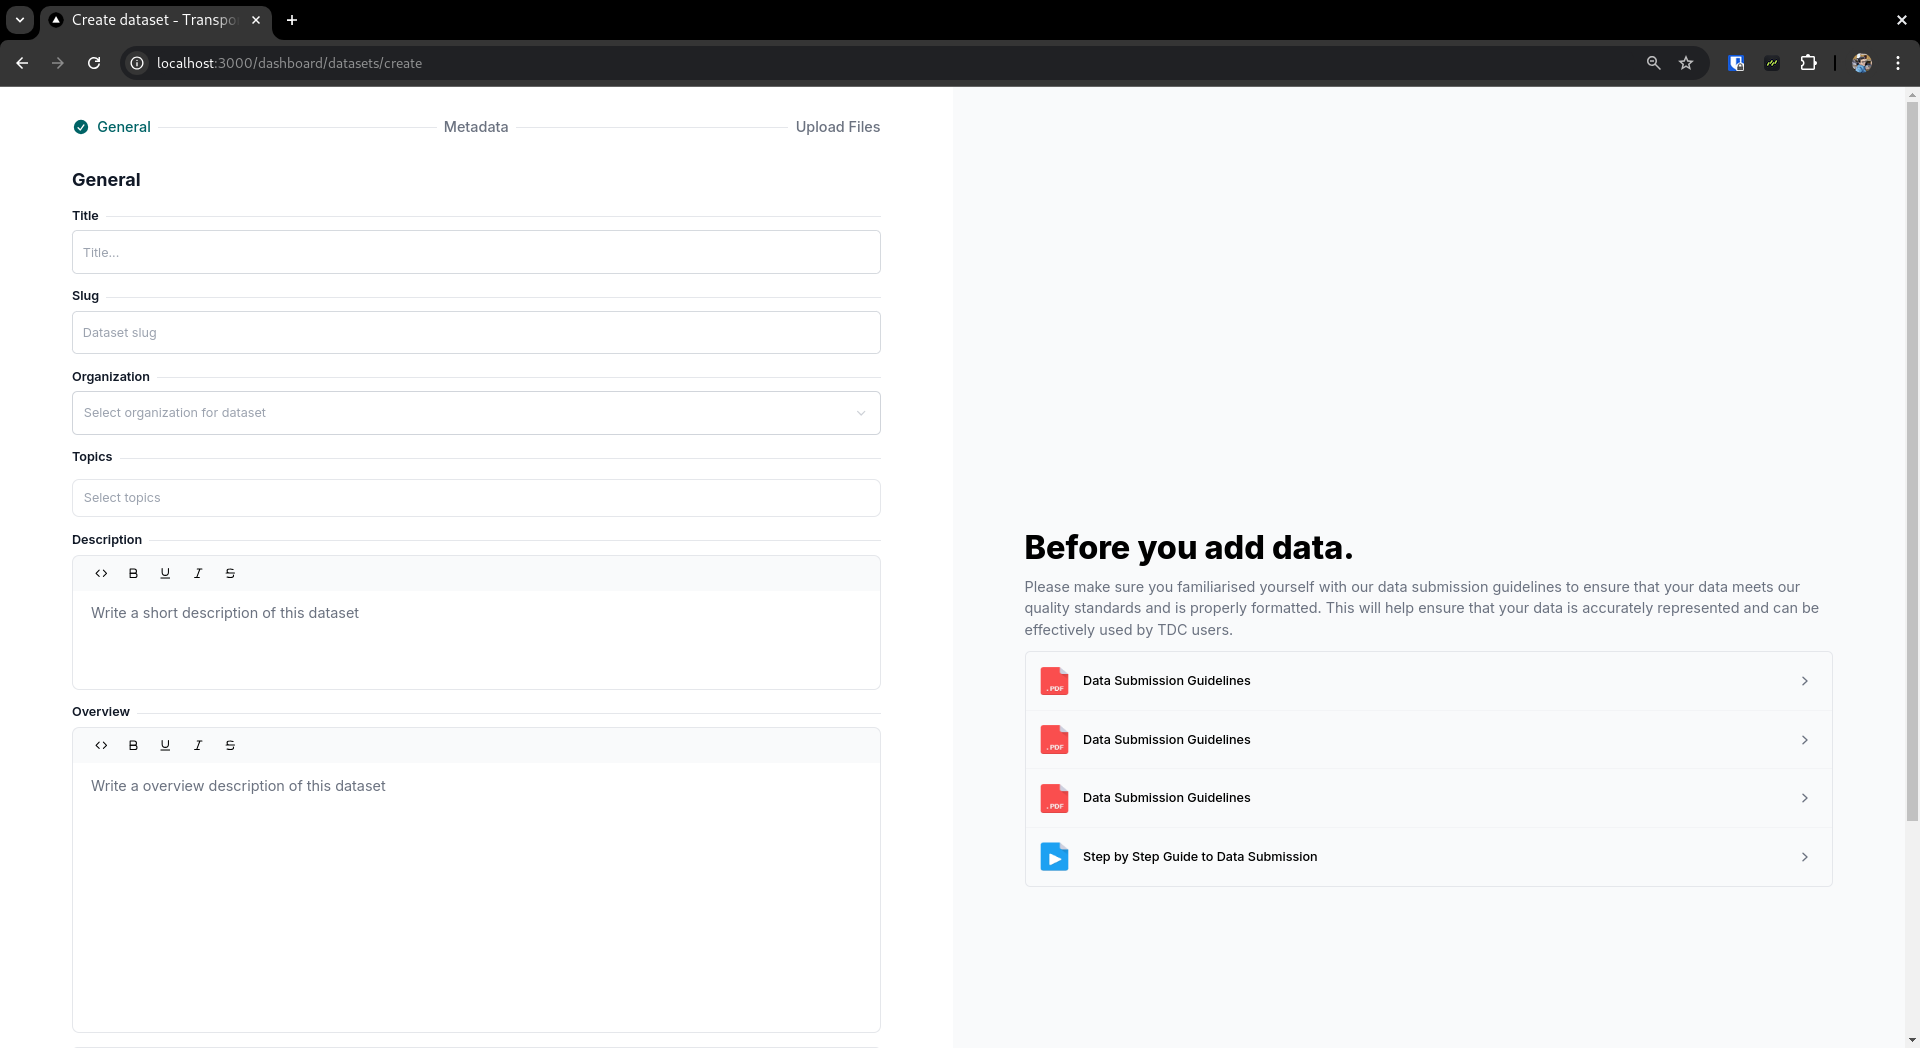 Create dataset - Transpo
localhost:3000/dashboard/datasets/create
General
Metadata
Upload Files
General
Title
Title...
Slug
Dataset slug
Organization
Select organization for dataset
Topics
Select topics
Description
Write a short description of this dataset
Overview
Write a overview description of this dataset
Before you add data.
Please make sure you familiarised yourself with our data submission guidelines to ensure that your data meets our
quality standards and is properly formatted. This will help ensure that your data is accurately represented and can be
effectively used by TDC users.
.PDF
Data Submission Guidelines
.PDF
Data Submission Guidelines
.PDF
Data Submission Guidelines
Step by Step Guide to Data Submission